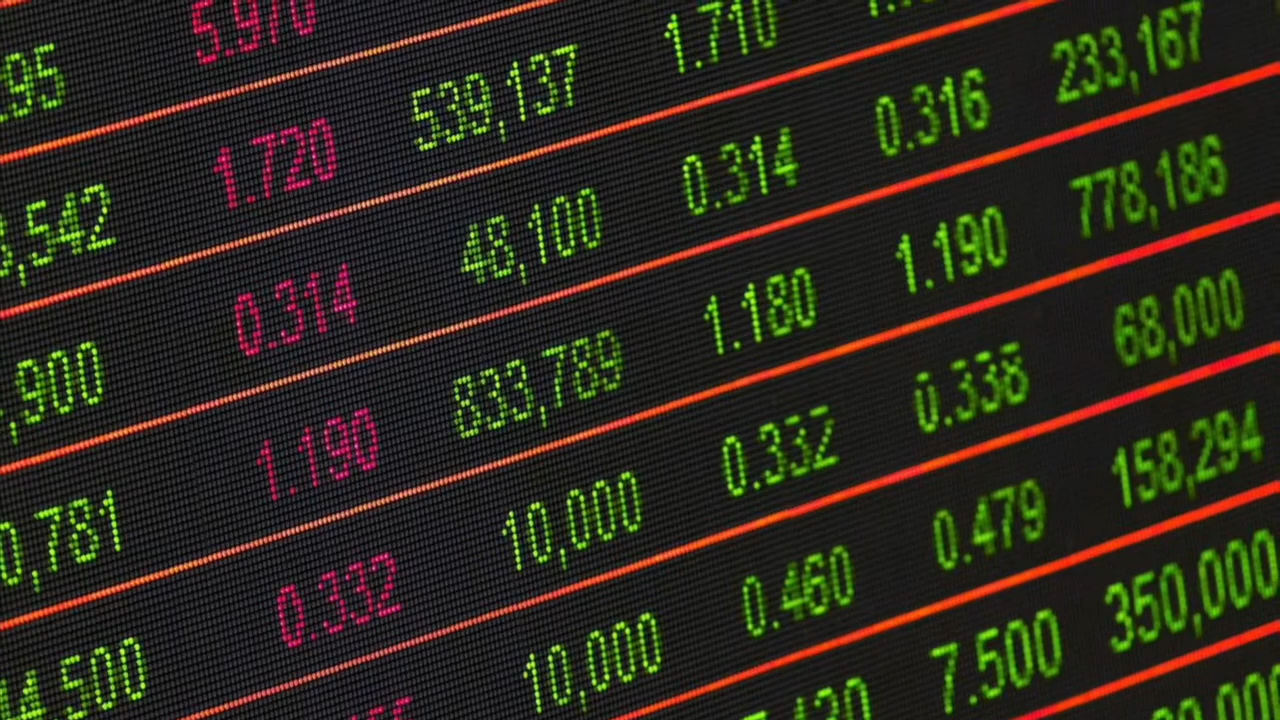 95 5.970
,542 1.720 539,137 1.710
,900 0.314 48,100 0.314 0.316 233,167
0,781 1.190 833,789 1.180 1.190 778,186
4,500 0.332 10,000 0.332 0.338 68,000
10,000 0.460 0.479 158,294
7.500 350,000